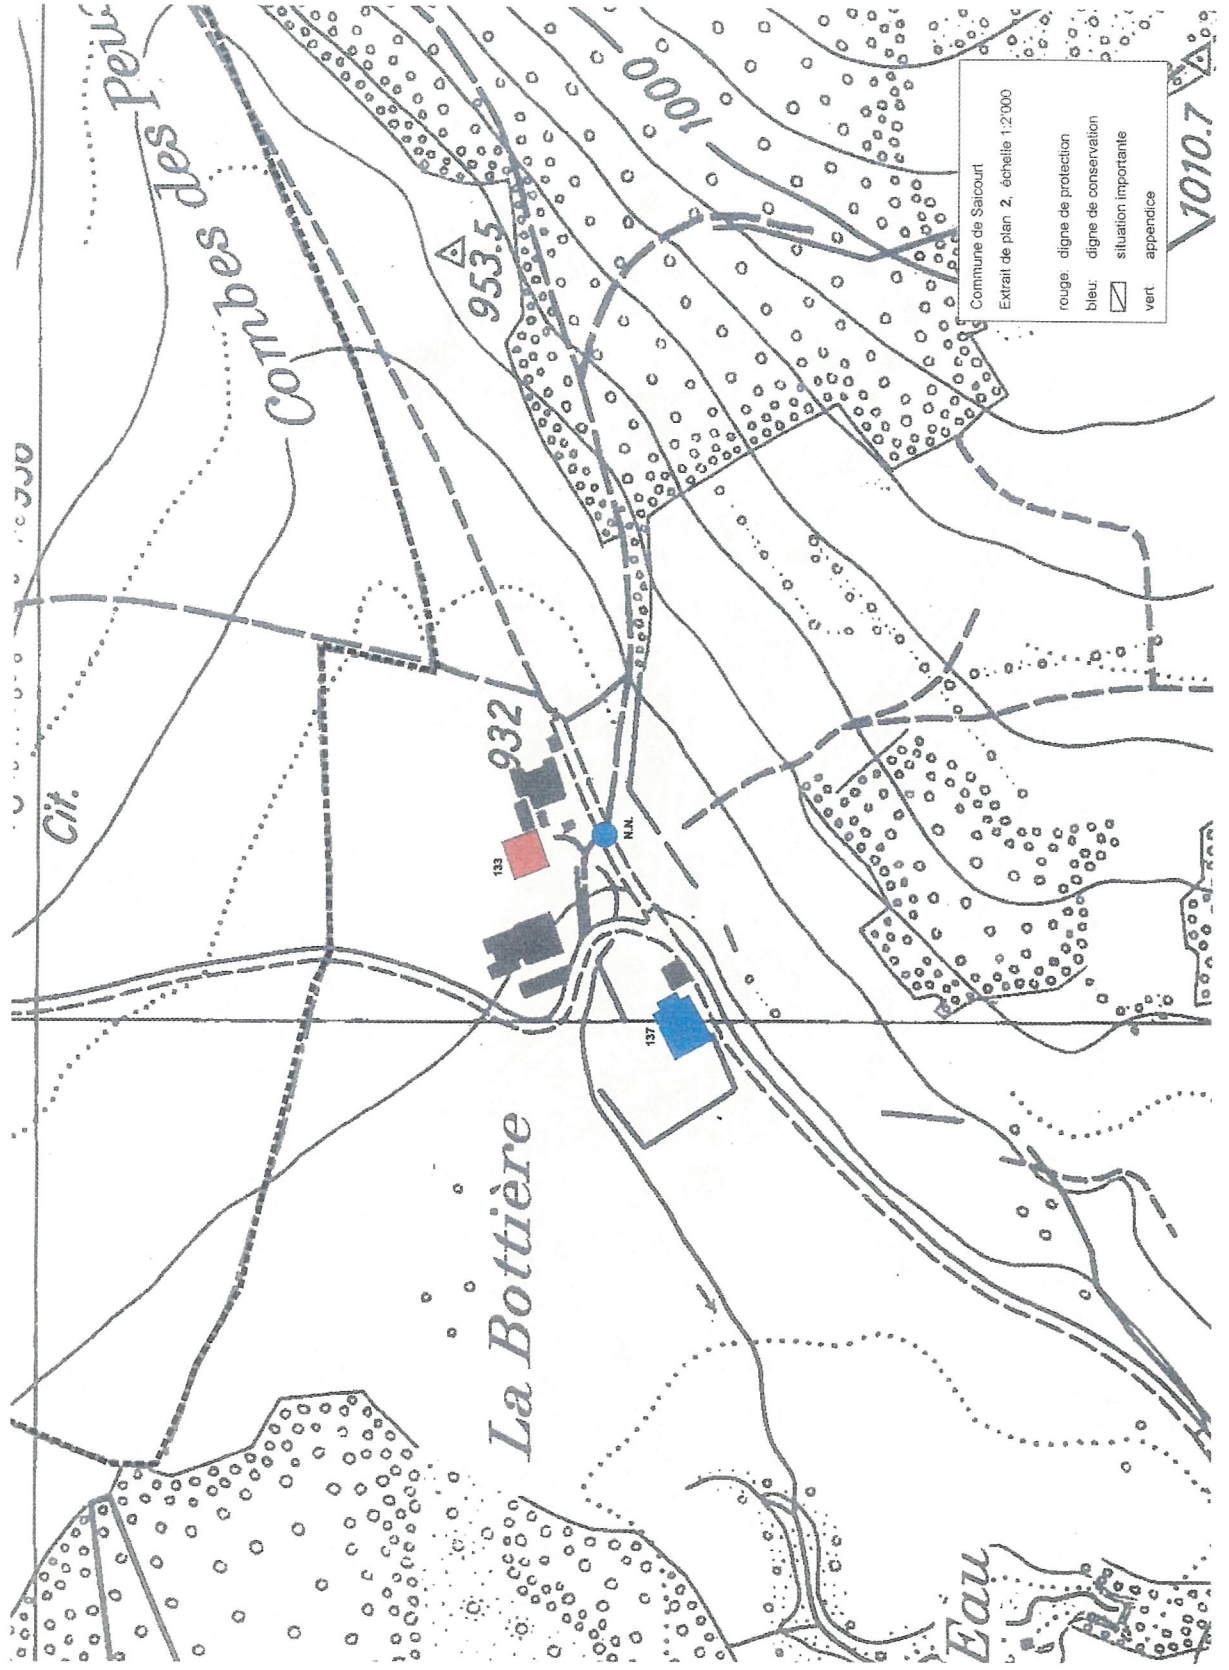 Combes des
1000
953.5
1010.7
Cit.
932
133
N.N.
137
La Bottière
Eau
Commune de Saicourt
Extrait de plan 2, échelle 1:2'000
rouge: digne de protection
bleu: digne de conservation
situation importante
vert: appendice